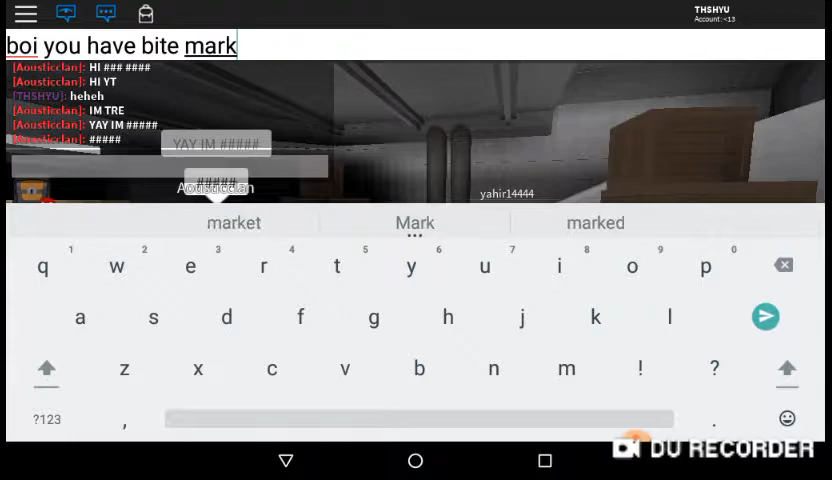 THSHYU
Account: <13
boi you have bite mark
[Aousticclan]: HI ### ####
[Aousticclan]: HI YT
[THSHYU]: heheh
[Aousticclan]: IM TRE
[Aousticclan]: YAY IM #####
[Aousticclan]: #####
YAY IM #####
#####
Aousticclan
yahir14444
market Mark marked
1 2 3 4 5 6 7 8 9 0
q w e r t y u i o p
a s d f g h j k l
z x c v b n m ! ?
?123 , .
DU RECORDER